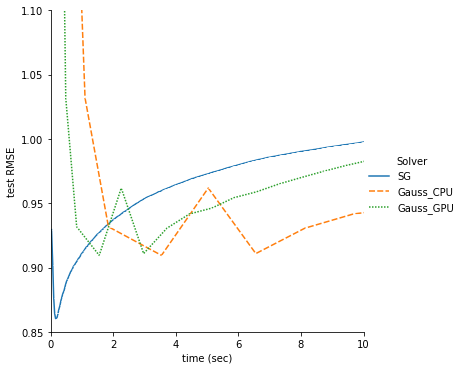 1.10
1.05
1.00
0.95
0.90
0.85
test RMSE
0 2 4 6 8 10
time (sec)
Solver
SG
Gauss_CPU
Gauss_GPU